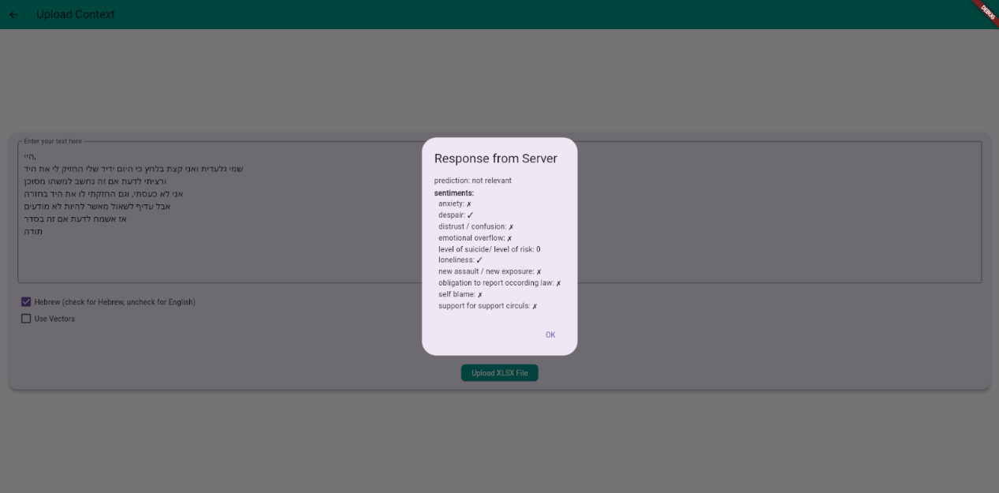 Upload Context
DEBUG
Enter your text here
היי,
שמי גלעדית ואני קצת בלחץ כי היום ידיד שלי החזיק לי את היד
ורציתי לדעת אם זה נחשב למשהו מסוכן
אני לא כעסתי, וגם החזקתי לו את היד בחזרה
אבל עדיף לשאול מאשר להיות לא מודעים
אז אשמח לדעת אם זה בסדר
תודה
Hebrew (check for Hebrew, uncheck for English)
Use Vectors
Response from Server
prediction: not relevant
sentiments:
anxiety: ✗
despair: ✓
distrust / confusion: ✗
emotional overflow: ✗
level of suicide/ level of risk: 0
loneliness: ✓
new assault / new exposure: ✗
obligation to report occording law: ✗
self blame: ✗
support for support circuls: ✗
OK
Upload XLSX File